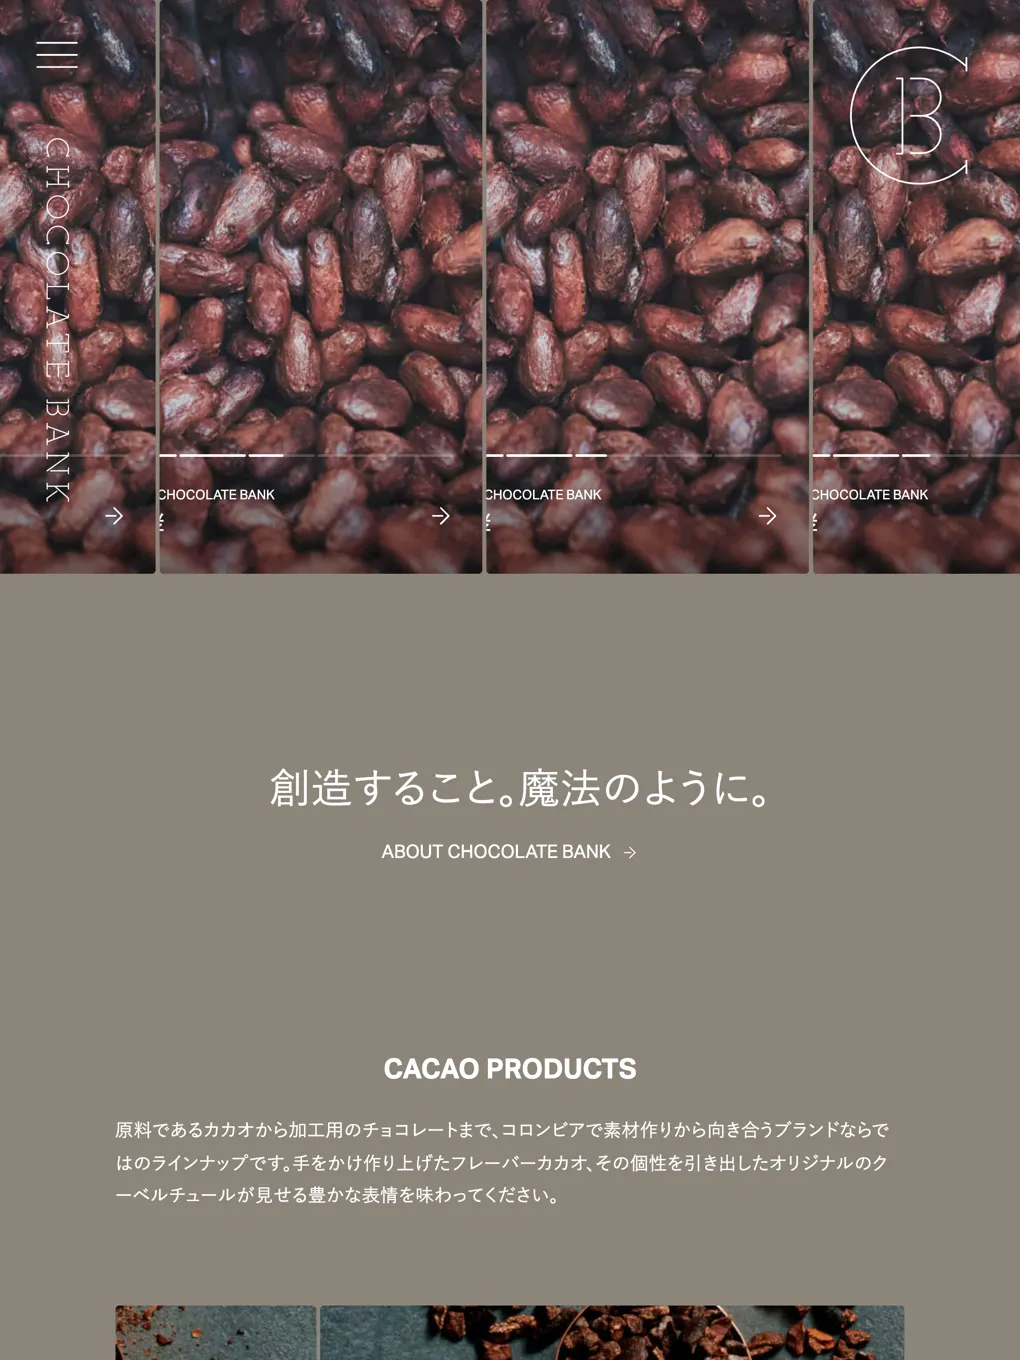 CHOCOLATE BANK
CB
CHOCOLATE BANK
CHOCOLATE BANK
CHOCOLATE BANK
創造すること。魔法のように。
ABOUT CHOCOLATE BANK
CACAO PRODUCTS
原料であるカカオから加工用のチョコレートまで、コロンビアで素材作りから向き合うブランドならで
はのラインナップです。手をかけ作り上げたフレーバーカカオ、その個性を引き出したオリジナルのク
ーベルチュールが見せる豊かな表情を味わってください。